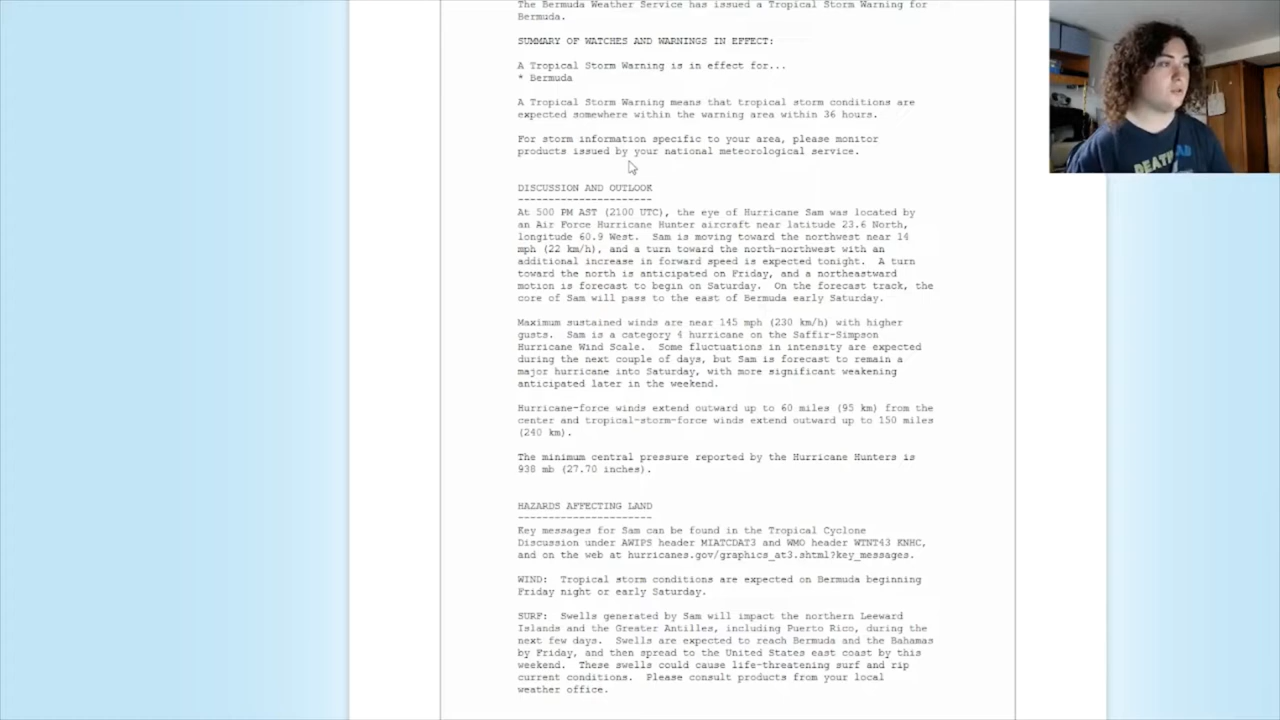 The Bermuda Weather Service has issued a Tropical Storm Warning for
Bermuda.
SUMMARY OF WATCHES AND WARNINGS IN EFFECT:
A Tropical Storm Warning is in effect for...
* Bermuda
A Tropical Storm Warning means that tropical storm conditions are
expected somewhere within the warning area within 36 hours.
For storm information specific to your area, please monitor
products issued by your national meteorological service.
DISCUSSION AND OUTLOOK
----------------------
At 500 PM AST (2100 UTC), the eye of Hurricane Sam was located by
an Air Force Hurricane Hunter aircraft near latitude 23.6 North,
longitude 60.9 West.  Sam is moving toward the northwest near 14
mph (22 km/h), and a turn toward the north-northwest with an
additional increase in forward speed is expected tonight.  A turn
toward the north is anticipated on Friday, and a northeastward
motion is forecast to begin on Saturday.  On the forecast track, the
core of Sam will pass to the east of Bermuda early Saturday.
Maximum sustained winds are near 145 mph (230 km/h) with higher
gusts.  Sam is a category 4 hurricane on the Saffir-Simpson
Hurricane Wind Scale.  Some fluctuations in intensity are expected
during the next couple of days, but Sam is forecast to remain a
major hurricane into Saturday, with more significant weakening
anticipated later in the weekend.
Hurricane-force winds extend outward up to 60 miles (95 km) from the
center and tropical-storm-force winds extend outward up to 150 miles
(240 km).
The minimum central pressure reported by the Hurricane Hunters is
938 mb (27.70 inches).
HAZARDS AFFECTING LAND
----------------------
Key messages for Sam can be found in the Tropical Cyclone
Discussion under AWIPS header MIATCDAT3 and WMO header WTNT43 KNHC,
and on the web at hurricanes.gov/graphics_at3.shtml?key_messages.
WIND:  Tropical storm conditions are expected on Bermuda beginning
Friday night or early Saturday.
SURF:  Swells generated by Sam will impact the northern Leeward
Islands and the Greater Antilles, including Puerto Rico, during the
next few days.  Swells are expected to reach Bermuda and the Bahamas
by Friday, and then spread to the United States east coast by this
weekend.  These swells could cause life-threatening surf and rip
current conditions.  Please consult products from your local
weather office.
DEATH